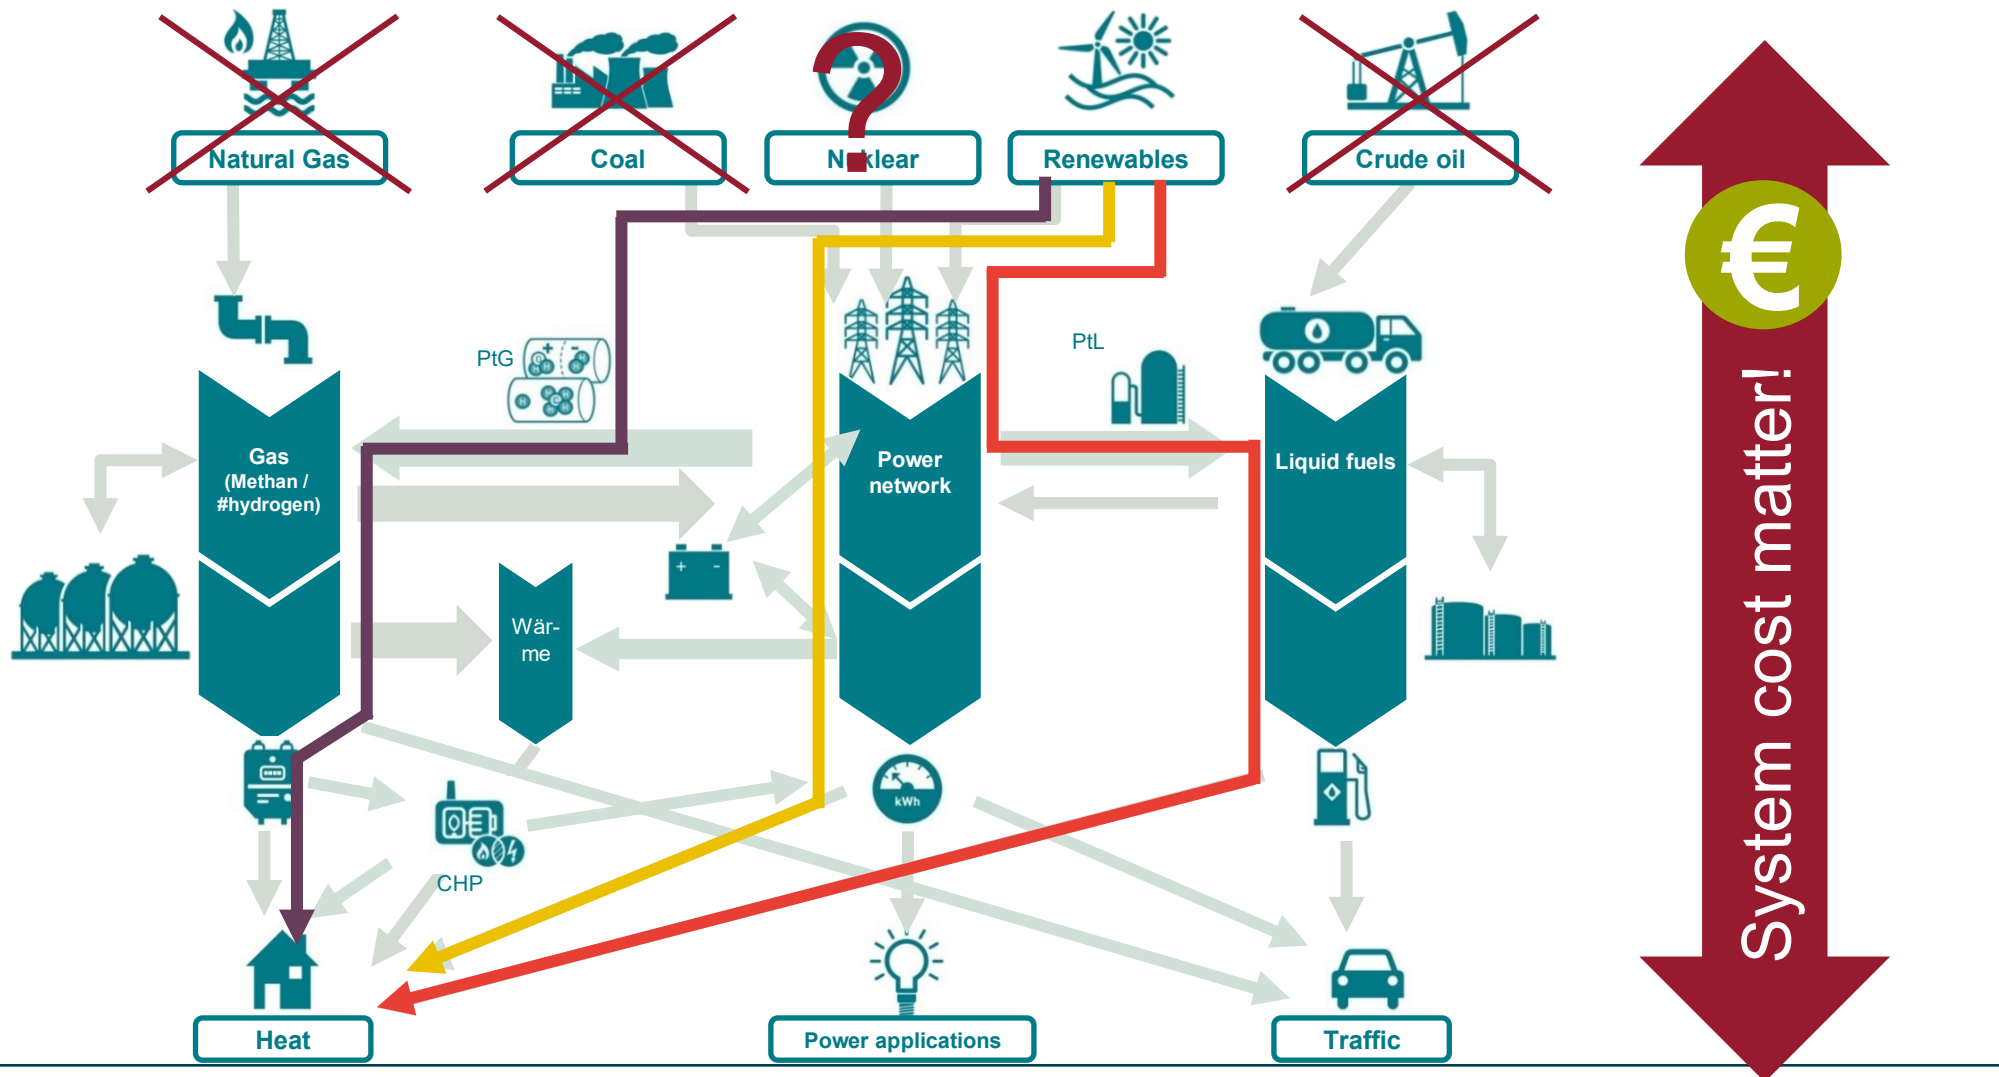 Natural Gas
Coal
Nuklear
Renewables
Crude oil
?
€
PtG
PtL
Gas
(Methan /
#hydrogen)
Power
network
Liquid fuels
Wär-
me
kWh
CHP
Heat
Power applications
Traffic
System cost matter!